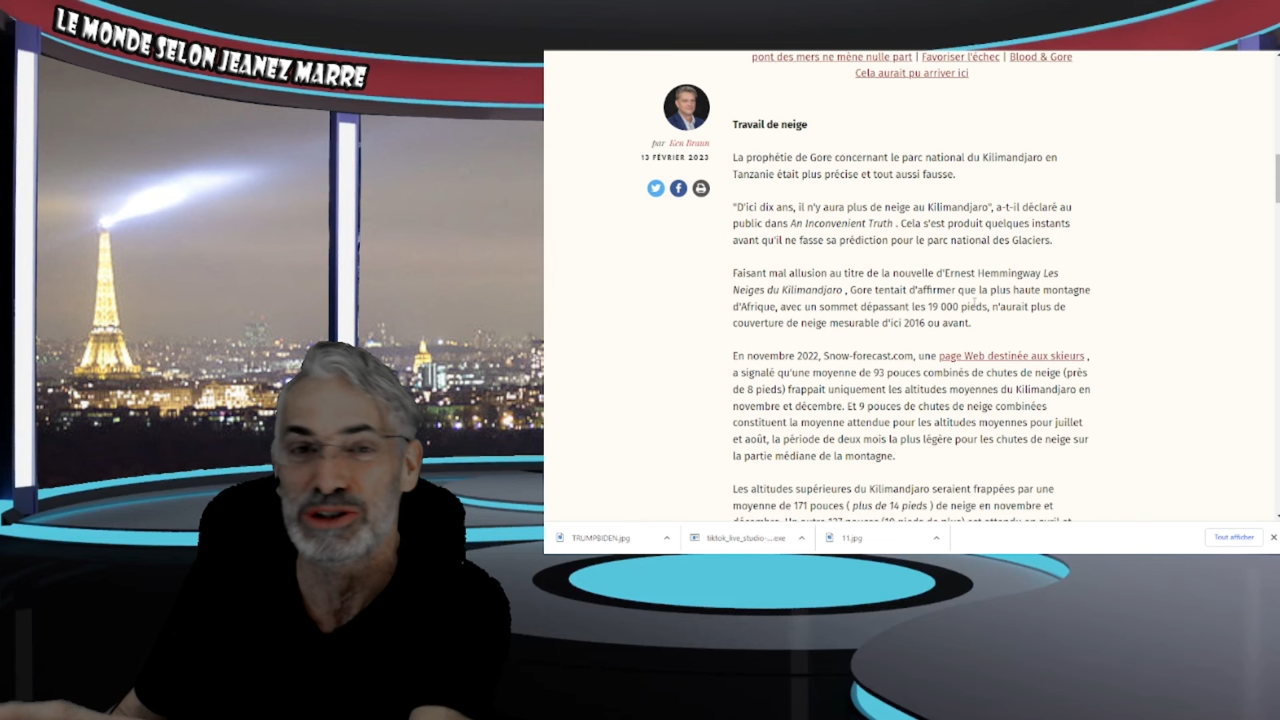 LE MONDE SELON JEANEZ MARRE
pont des mers ne mène nulle part | Favoriser l'échec | Blood & Gore
Cela aurait pu arriver ici
par Ken Braun
13 FÉVRIER 2023
Travail de neige
La prophétie de Gore concernant le parc national du Kilimandjaro en
Tanzanie était plus précise et tout aussi fausse.
"D'ici dix ans, il n'y aura plus de neige au Kilimandjaro", a-t-il déclaré au
public dans An Inconvenient Truth . Cela s'est produit quelques instants
avant qu'il ne fasse sa prédiction pour le parc national des Glaciers.
Faisant mal allusion au titre de la nouvelle d'Ernest Hemmingway Les
Neiges du Kilimandjaro , Gore tentait d'affirmer que la plus haute montagne
d'Afrique, avec un sommet dépassant les 19 000 pieds, n'aurait plus de
couverture de neige mesurable d'ici 2016 ou avant.
En novembre 2022, Snow-forecast.com, une page Web destinée aux skieurs ,
a signalé qu'une moyenne de 93 pouces combinés de chutes de neige (près
de 8 pieds) frappait uniquement les altitudes moyennes du Kilimandjaro en
novembre et décembre. Et 9 pouces de chutes de neige combinées
constituent la moyenne attendue pour les altitudes moyennes pour juillet
et août, la période de deux mois la plus légère pour les chutes de neige sur
la partie médiane de la montagne.
Les altitudes supérieures du Kilimandjaro seraient frappées par une
moyenne de 171 pouces ( plus de 14 pieds ) de neige en novembre et
TRUMPBIDEN.jpg
tiktok_live_studio-....exe
11.jpg
Tout afficher